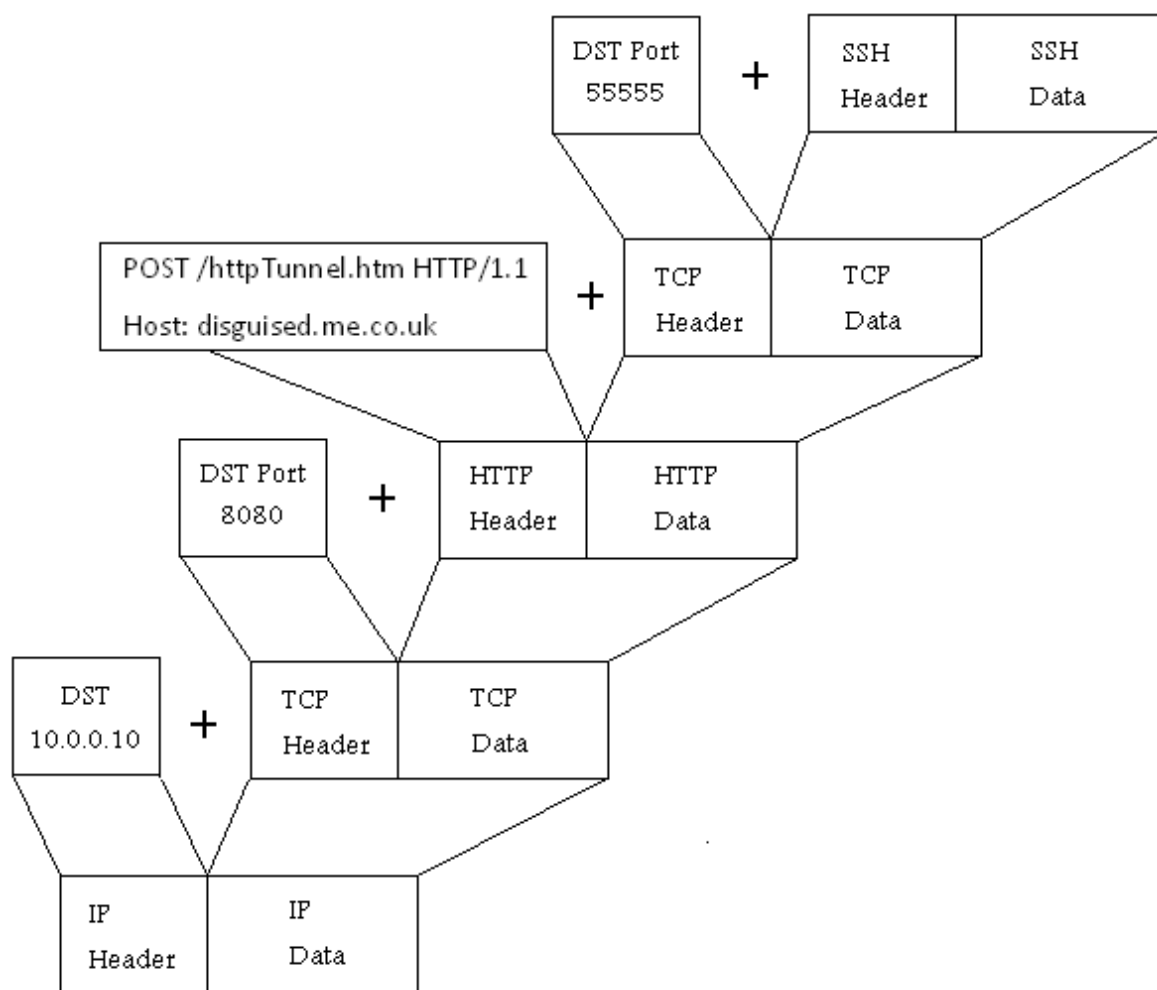 DST Port
55555
+
SSH
Header
SSH
Data
POST /httpTunnel.htm HTTP/1.1
Host: disguised.me.co.uk
+
TCP
Header
TCP
Data
DST Port
8080
+
HTTP
Header
HTTP
Data
DST
10.0.0.10
+
TCP
Header
TCP
Data
IP
Header
IP
Data